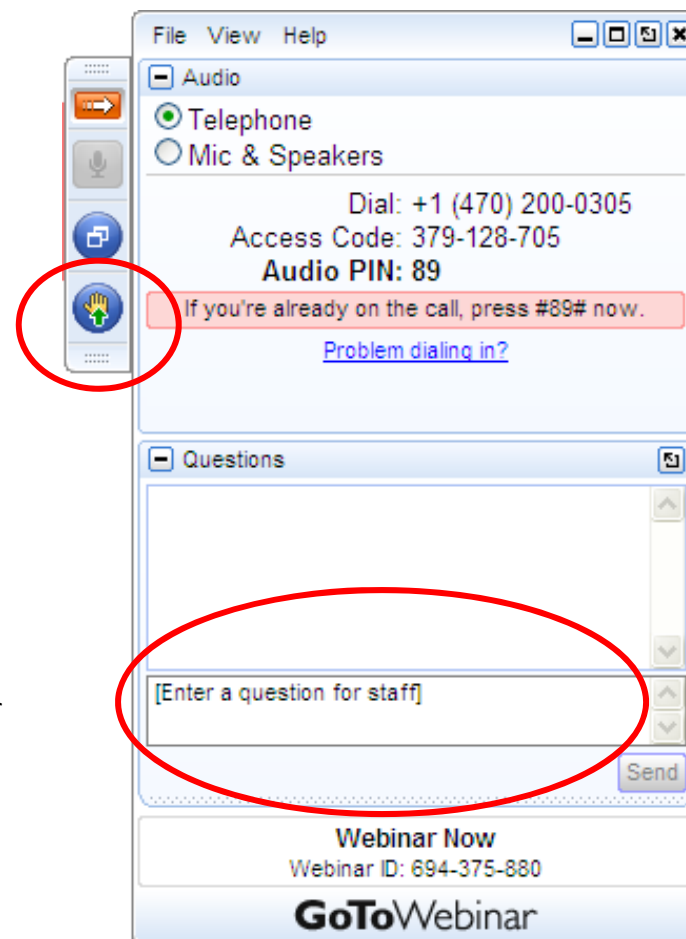 File View Help
Audio
Telephone
Mic & Speakers
Dial: +1 (470) 200-0305
Access Code: 379-128-705
Audio PIN: 89
If you're already on the call, press #89# now.
Problem dialing in?
Questions
[Enter a question for staff]
Send
Webinar Now
Webinar ID: 694-375-880
GoToWebinar